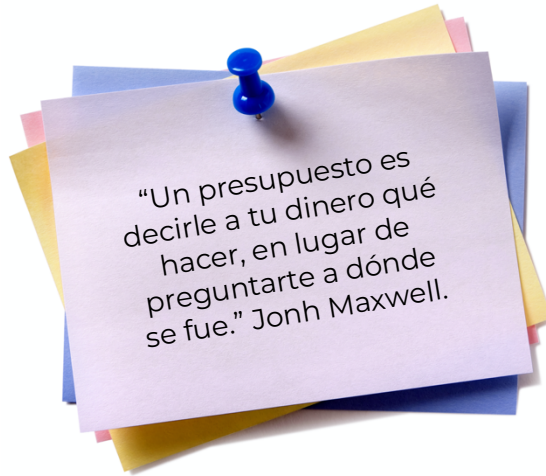 “Un presupuesto es
decirle a tu dinero qué
hacer, en lugar de
preguntarte a dónde
se fue.” Jonh Maxwell.